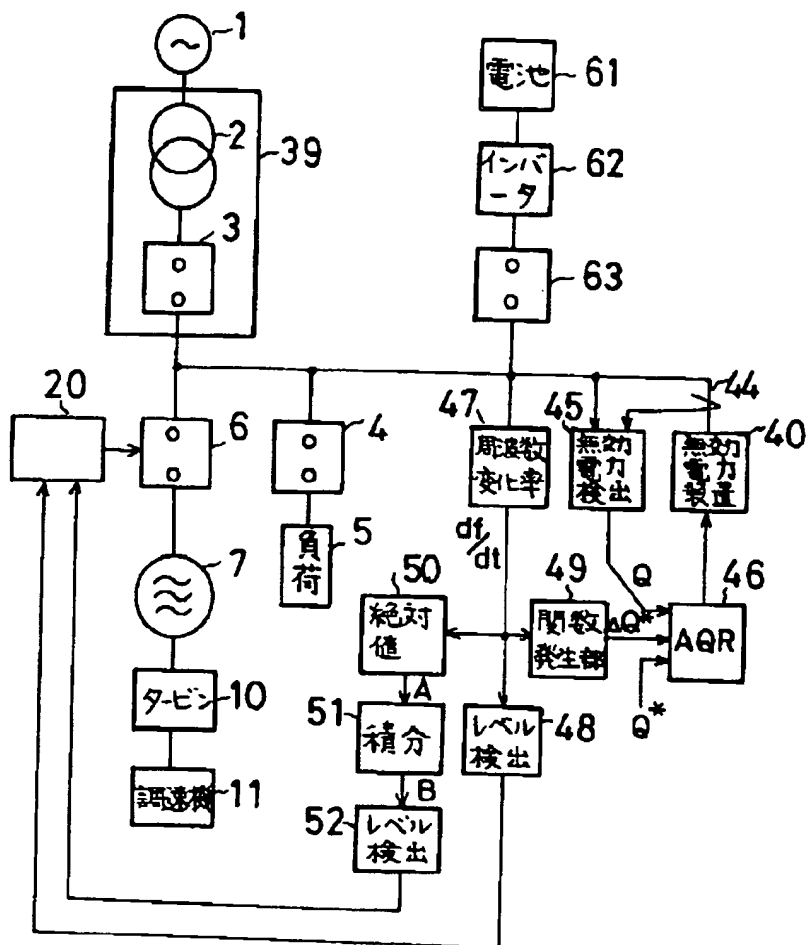 1
電池
61
2
39
インバ
ータ
62
3
63
20
6
4
47
周波数
変化率
45
無効
電力
検出
44
無効
電力
装置
40
7
負
荷
5
df/dt
50
絶対
値
49
関数
発生部
Q
ΔQ*
46
AQR
Q*
タービン
10
A
51
積分
レベル
検出
48
調速機
11
B
52
レベル
検出